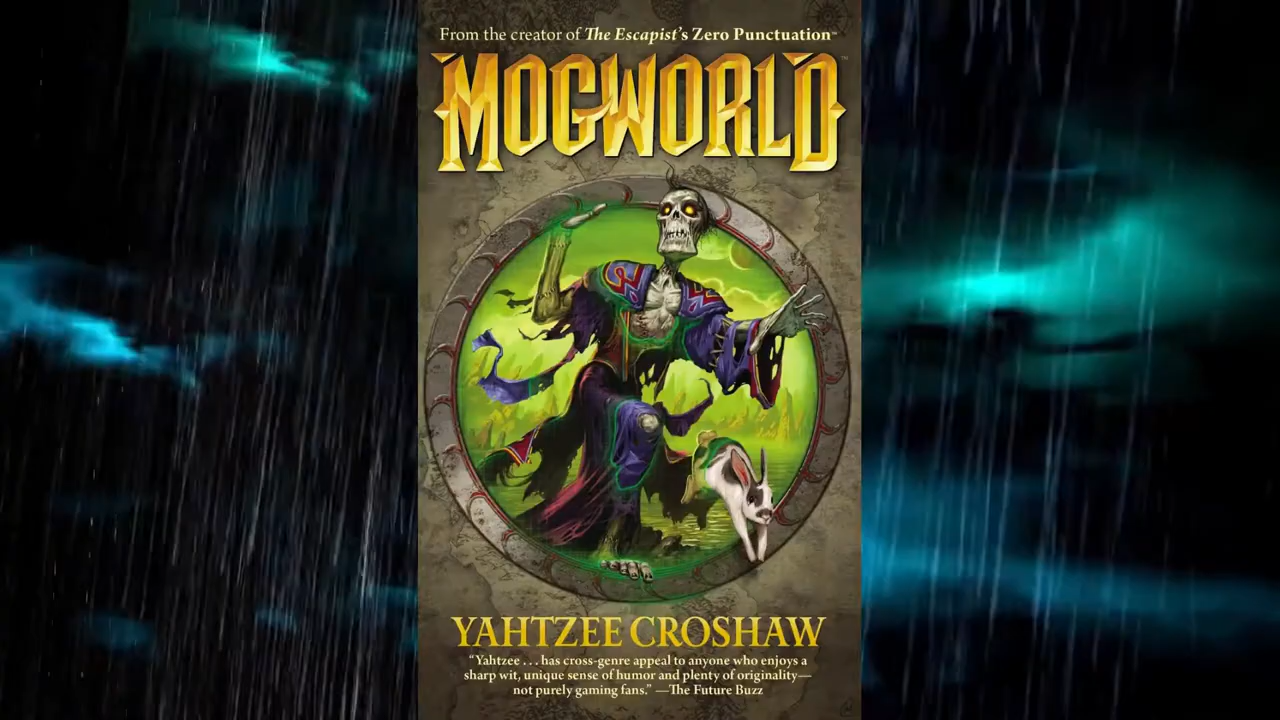 From the creator of The Escapist's Zero Punctuation™
MOGWORLD™
YAHTZEE CROSHAW
“Yahtzee . . . has cross-genre appeal to anyone who enjoys a
sharp wit, unique sense of humor and plenty of originality—
not purely gaming fans.” —The Future Buzz